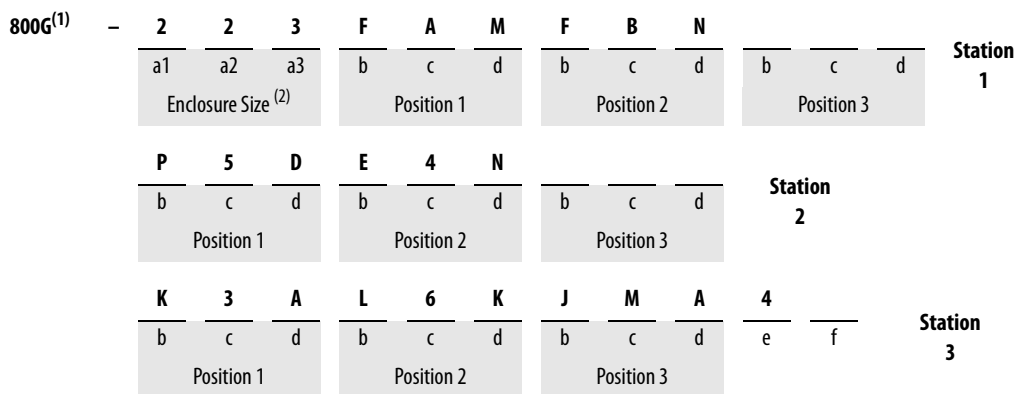 800G(1) – 2 2 3 F A M F B N
a1 a2 a3 b c d b c d b c d Station 1
Enclosure Size (2) Position 1 Position 2 Position 3
P 5 D E 4 N
b c d b c d b c d Station 2
Position 1 Position 2 Position 3
K 3 A L 6 K J M A 4
b c d b c d b c d e f Station 3
Position 1 Position 2 Position 3